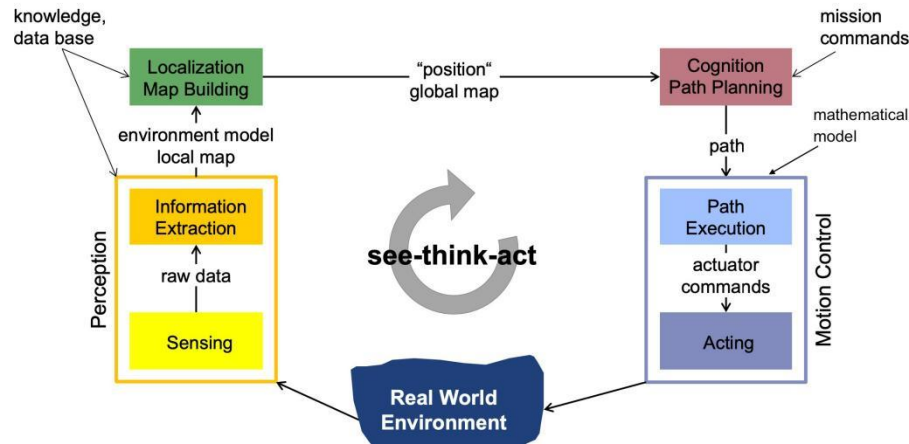 knowledge,
data base
Localization
Map Building
“position“
global map
Cognition
Path Planning
mission
commands
mathematical
model
environment model
local map
path
Perception
Information
Extraction
raw data
Sensing
see-think-act
Path
Execution
actuator
commands
Acting
Motion Control
Real World
Environment